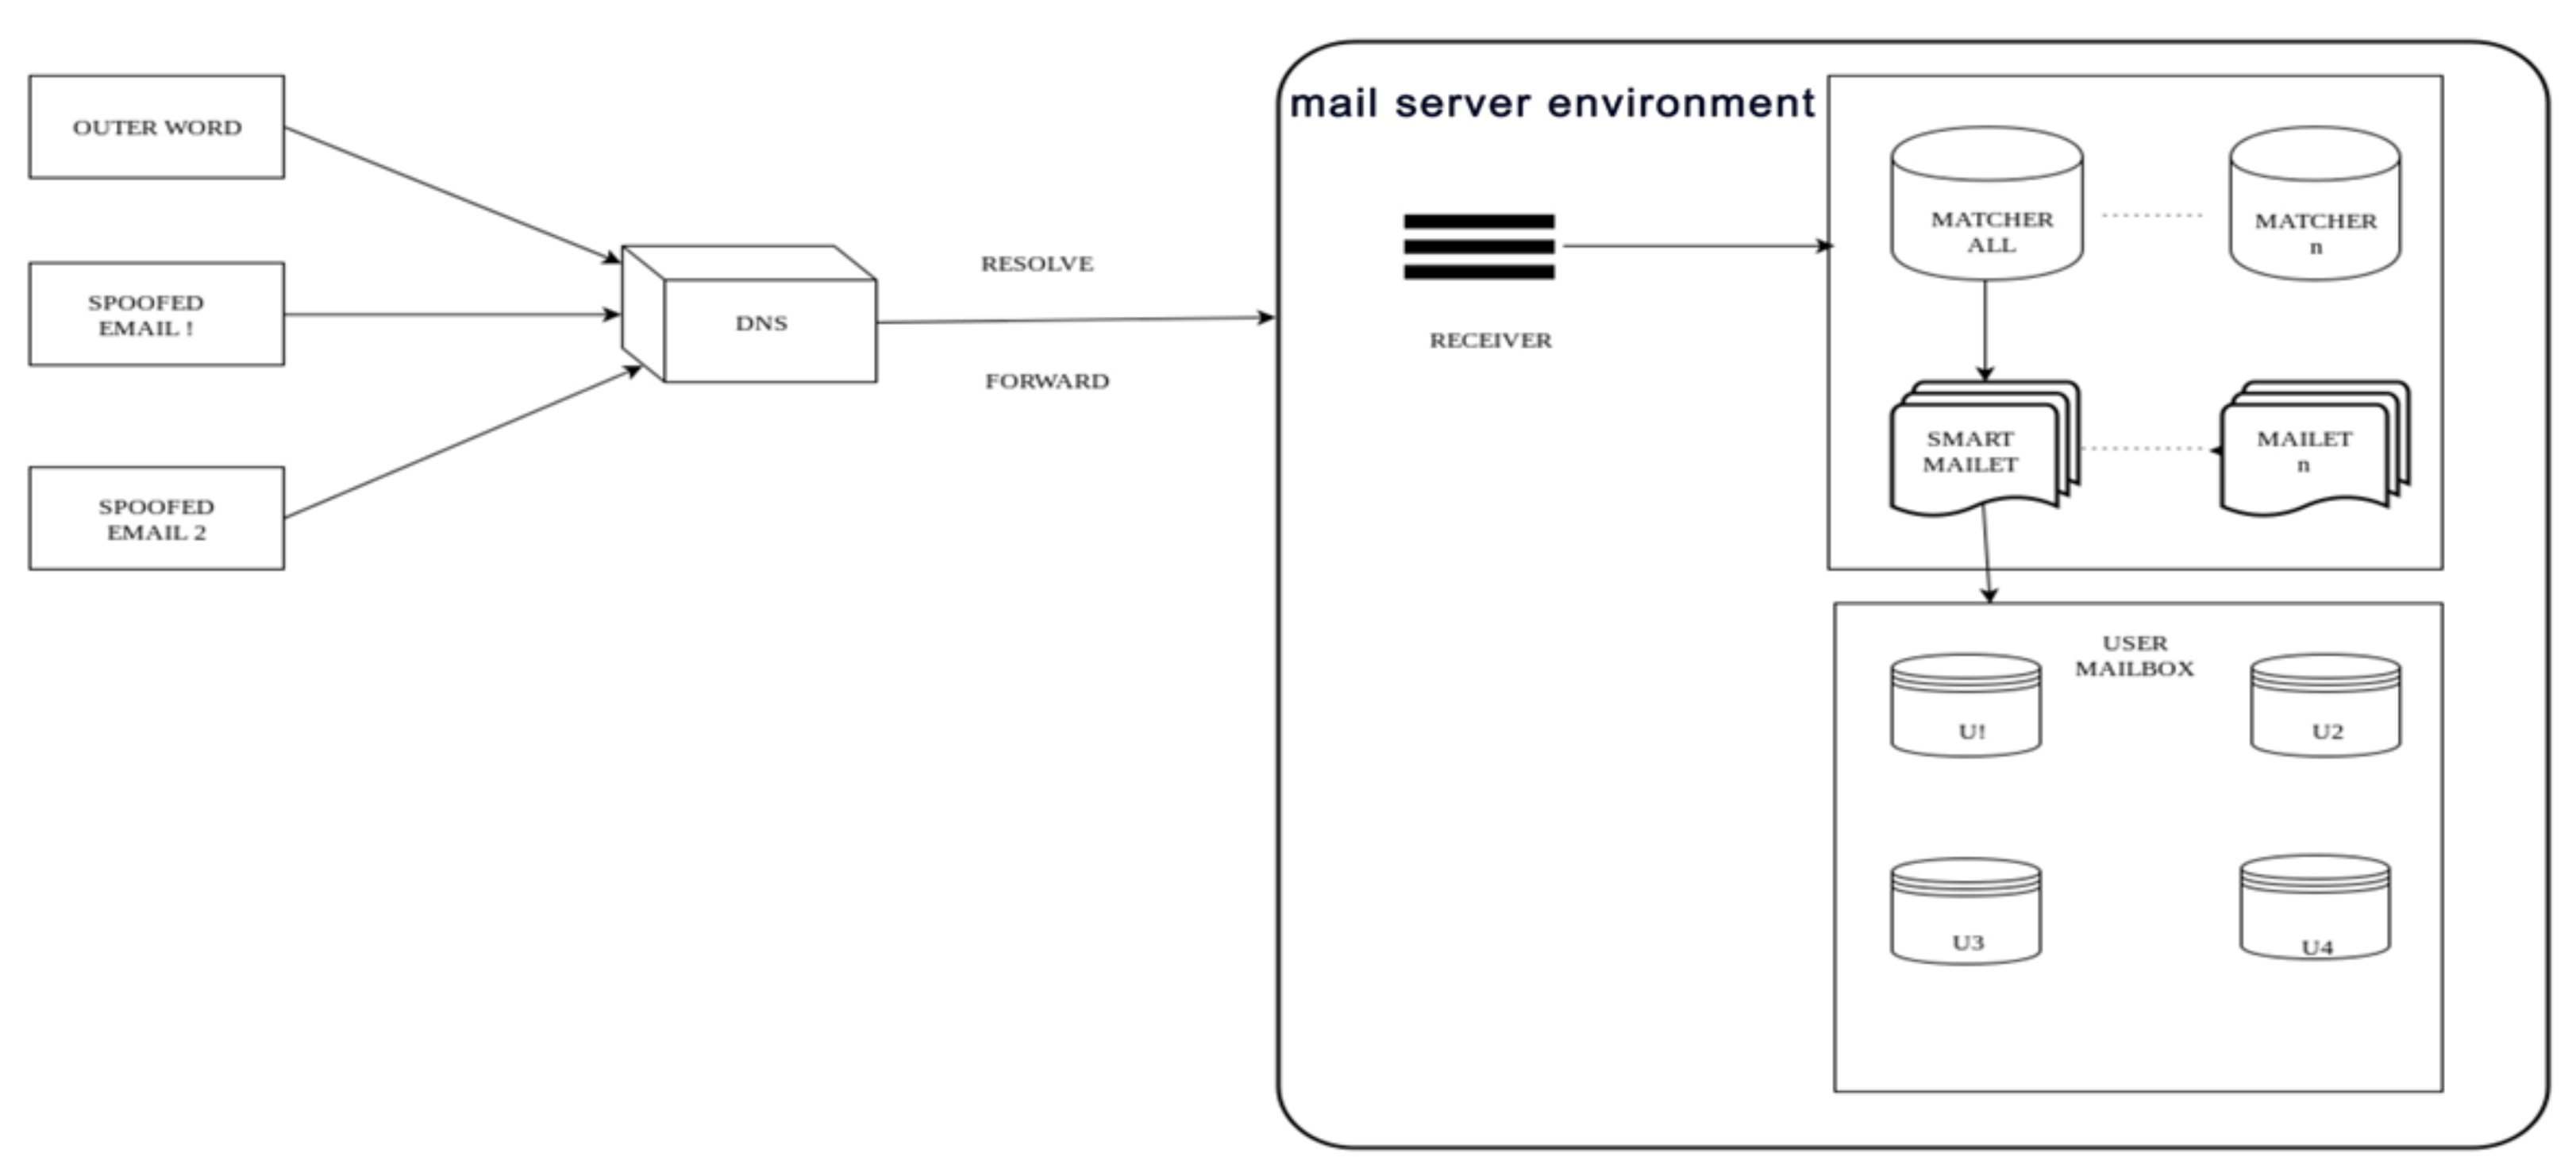 OUTER WORD
SPOOFED
EMAIL !
SPOOFED
EMAIL 2
DNS
RESOLVE
FORWARD
mail server environment
RECEIVER
MATCHER
ALL
MATCHER
n
SMART
MAILET
MAILET
n
USER
MAILBOX
U!
U2
U3
U4